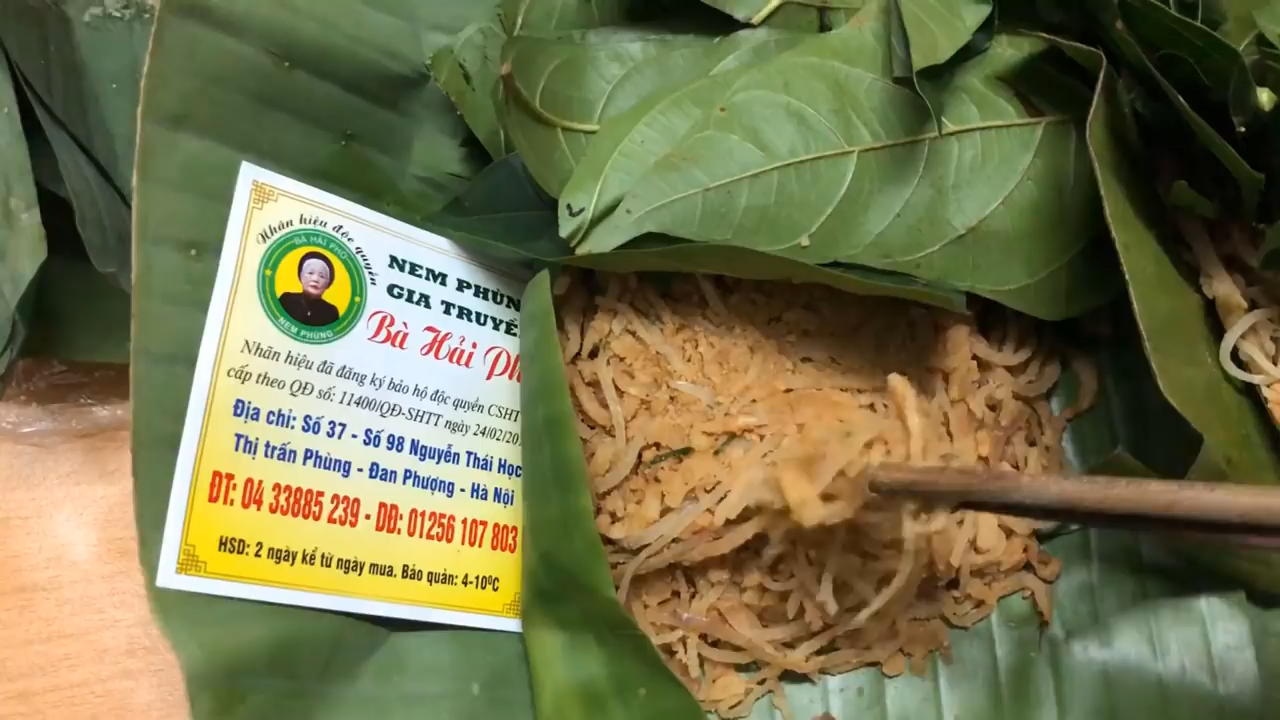 Nhãn hiệu độc quyền
BÀ HẢI PHO
NEM PHÙNG
NEM PHÙN
GIA TRUYỀ
Bà Hải Ph
Nhãn hiệu đã đăng ký bảo hộ độc quyền CSHT
cấp theo QĐ số: 11400/QĐ-SHTT ngày 24/02/20
Địa chỉ: Số 37 - Số 98 Nguyễn Thái Học
Thị trấn Phùng - Đan Phượng - Hà Nội
ĐT: 04 33885 239 - DĐ: 01256 107 803
HSD: 2 ngày kể từ ngày mua. Bảo quản: 4-10⁰C